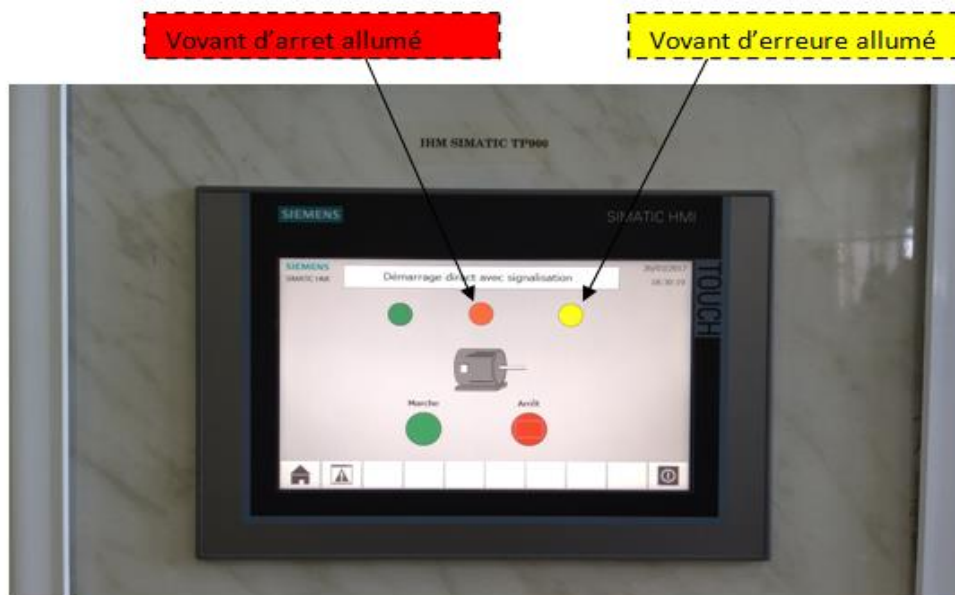 Vovant d’arret allumé
Vovant d’erreure allumé
IHM SIMATIC TP900
SIEMENS
SIMATIC HMI
SIEMENS
SIMATIC HMI
Démarrage direct avec signalisation
TOUCH
Marche
Arrêt